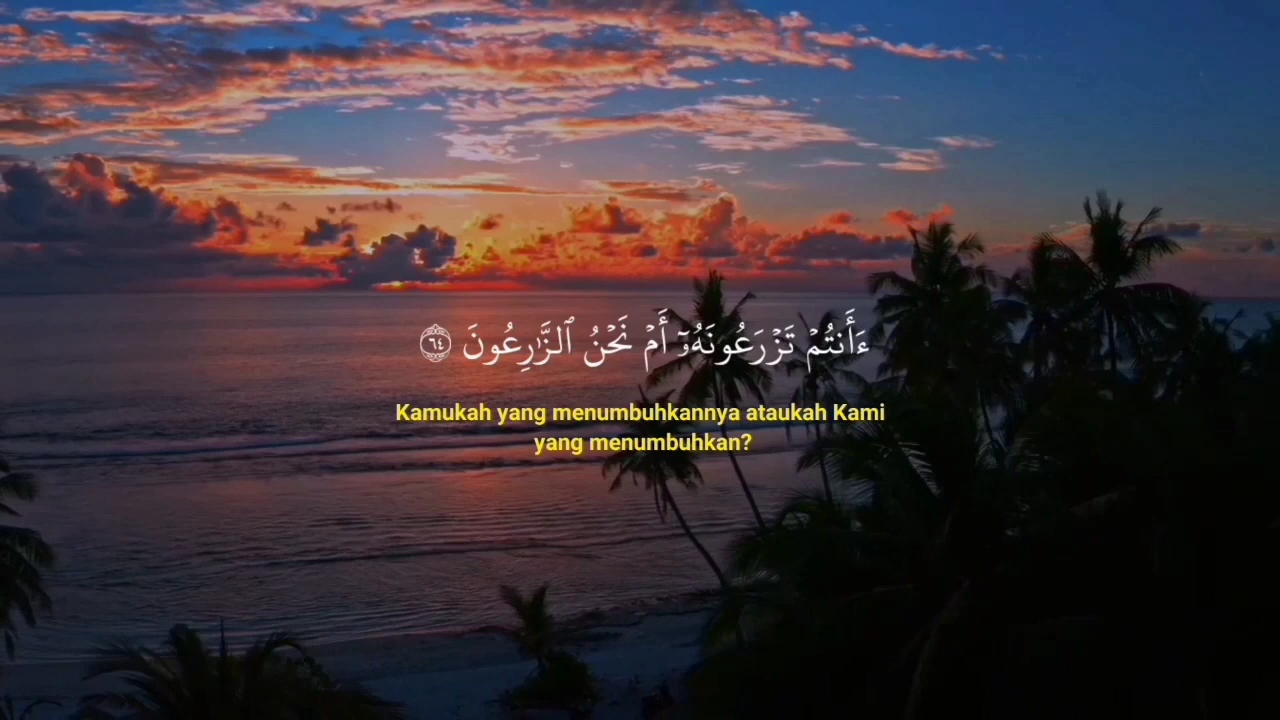 ءَأَنتُمۡ تَزۡرَعُونَهُۥٓ أَمۡ نَحۡنُ ٱلزَّٰرِعُونَ ٦٤
Kamukah yang menumbuhkannya ataukah Kami
yang menumbuhkan?